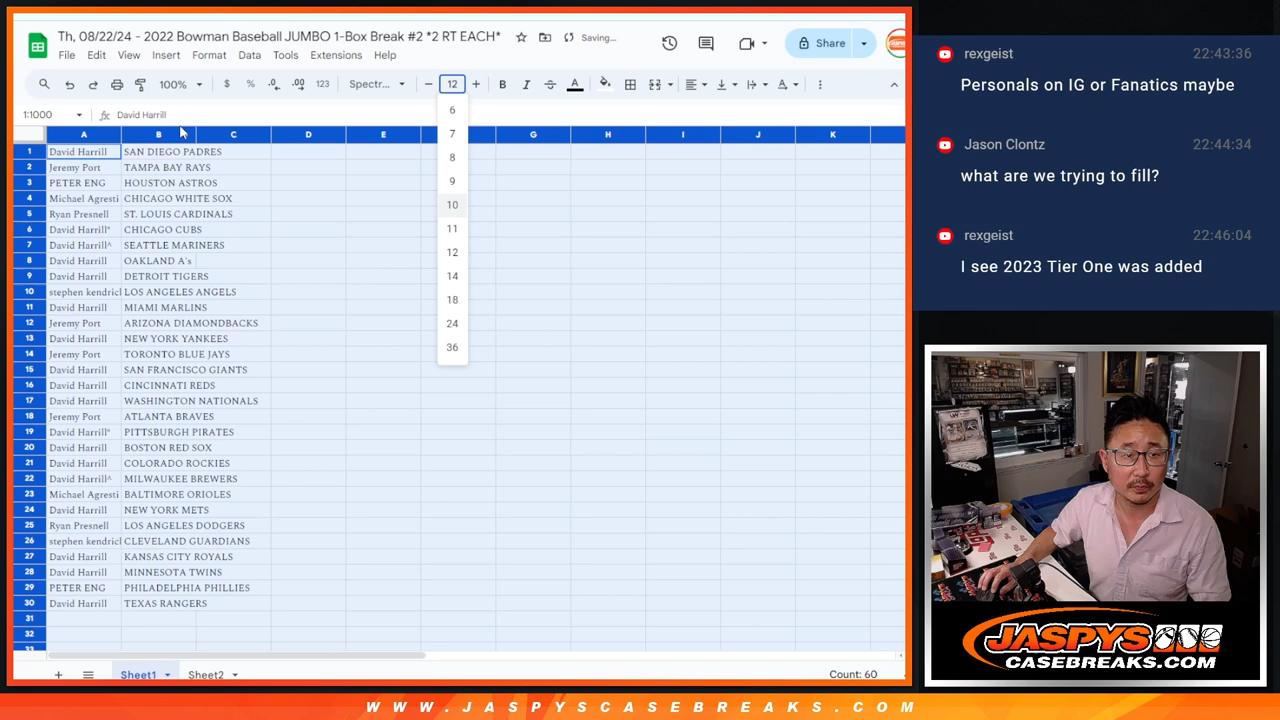 Th, 08/22/24 - 2022 Bowman Baseball JUMBO 1-Box Break #2 *2 RT EACH*
Saving...
Share
File Edit View Insert Format Data Tools Extensions Help
100% $ % .0 .00 123 Spectr... − 12 + B I A
1:1000 fx David Harrill
A B C D E G H I J K
1 David Harrill SAN DIEGO PADRES
2 Jeremy Port TAMPA BAY RAYS
3 PETER ENG HOUSTON ASTROS
4 Michael Agresti CHICAGO WHITE SOX
5 Ryan Presnell ST. LOUIS CARDINALS
6 David Harrill* CHICAGO CUBS
7 David Harrill^ SEATTLE MARINERS
8 David Harrill OAKLAND A's
9 David Harrill DETROIT TIGERS
10 stephen kendricl LOS ANGELES ANGELS
11 David Harrill MIAMI MARLINS
12 Jeremy Port ARIZONA DIAMONDBACKS
13 David Harrill NEW YORK YANKEES
14 Jeremy Port TORONTO BLUE JAYS
15 David Harrill SAN FRANCISCO GIANTS
16 David Harrill CINCINNATI REDS
17 David Harrill WASHINGTON NATIONALS
18 Jeremy Port ATLANTA BRAVES
19 David Harrill* PITTSBURGH PIRATES
20 David Harrill BOSTON RED SOX
21 David Harrill COLORADO ROCKIES
22 David Harrill^ MILWAUKEE BREWERS
23 Michael Agresti BALTIMORE ORIOLES
24 David Harrill NEW YORK METS
25 Ryan Presnell LOS ANGELES DODGERS
26 stephen kendricl CLEVELAND GUARDIANS
27 David Harrill KANSAS CITY ROYALS
28 David Harrill MINNESOTA TWINS
29 PETER ENG PHILADELPHIA PHILLIES
30 David Harrill TEXAS RANGERS
31
32
33
6
7
8
9
10
11
12
14
18
24
36
Sheet1 Sheet2 Count: 60
rexgeist 22:43:36
Personals on IG or Fanatics maybe
Jason Clontz 22:44:34
what are we trying to fill?
rexgeist 22:46:04
I see 2023 Tier One was added
JASPYS
CASEBREAKS.COM
WWW.JASPYSCASEBREAKS.COM